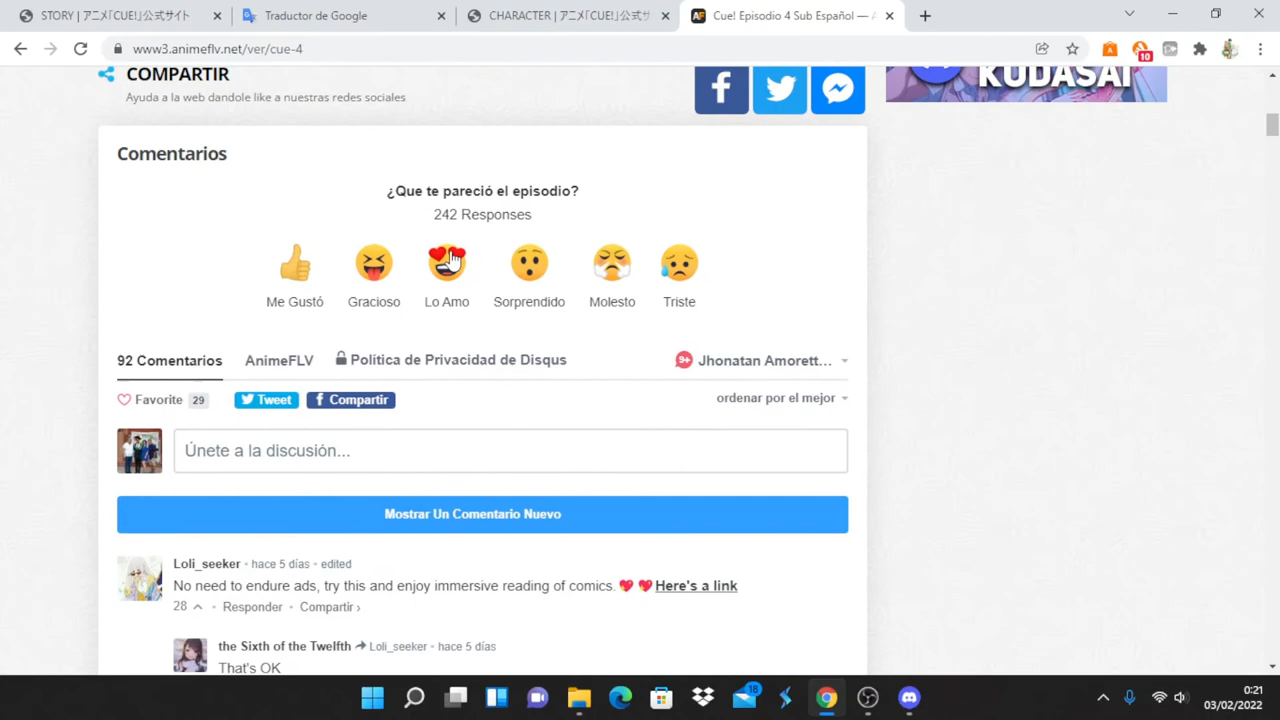 STORY | アニメ「CUE!」公式サイト
Traductor de Google
CHARACTER | アニメ「CUE!」公式サ
Cue! Episodio 4 Sub Español —
www3.animeflv.net/ver/cue-4
10
COMPARTIR
Ayuda a la web dandole like a nuestras redes sociales
KUDASAI
Comentarios
¿Que te pareció el episodio?
242 Responses
Me Gustó
Gracioso
Lo Amo
Sorprendido
Molesto
Triste
92 Comentarios
AnimeFLV
Política de Privacidad de Disqus
9+
Jhonatan Amorett...
Favorite 29
Tweet
Compartir
ordenar por el mejor
Únete a la discusión...
Mostrar Un Comentario Nuevo
Loli_seeker • hace 5 días • edited
No need to endure ads, try this and enjoy immersive reading of comics. 💖 💖 Here's a link
28 • Responder • Compartir ›
the Sixth of the Twelfth Loli_seeker • hace 5 días
That's OK
18
0:21
03/02/2022